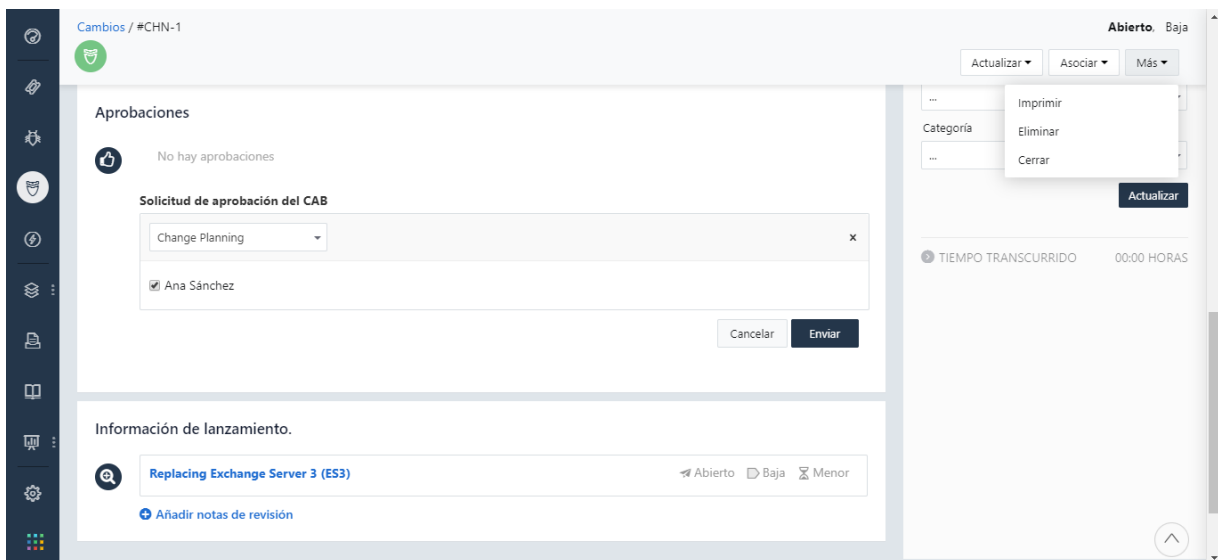 Cambios / #CHN-1
Abierto, Baja
Actualizar
Asociar
Más
Imprimir
Eliminar
Cerrar
Aprobaciones
No hay aprobaciones
Solicitud de aprobación del CAB
Change Planning
x
Ana Sánchez
Cancelar
Enviar
...
Categoría
...
Actualizar
TIEMPO TRANSCURRIDO 00:00 HORAS
Información de lanzamiento.
Replacing Exchange Server 3 (ES3)
Abierto Baja Menor
Añadir notas de revisión